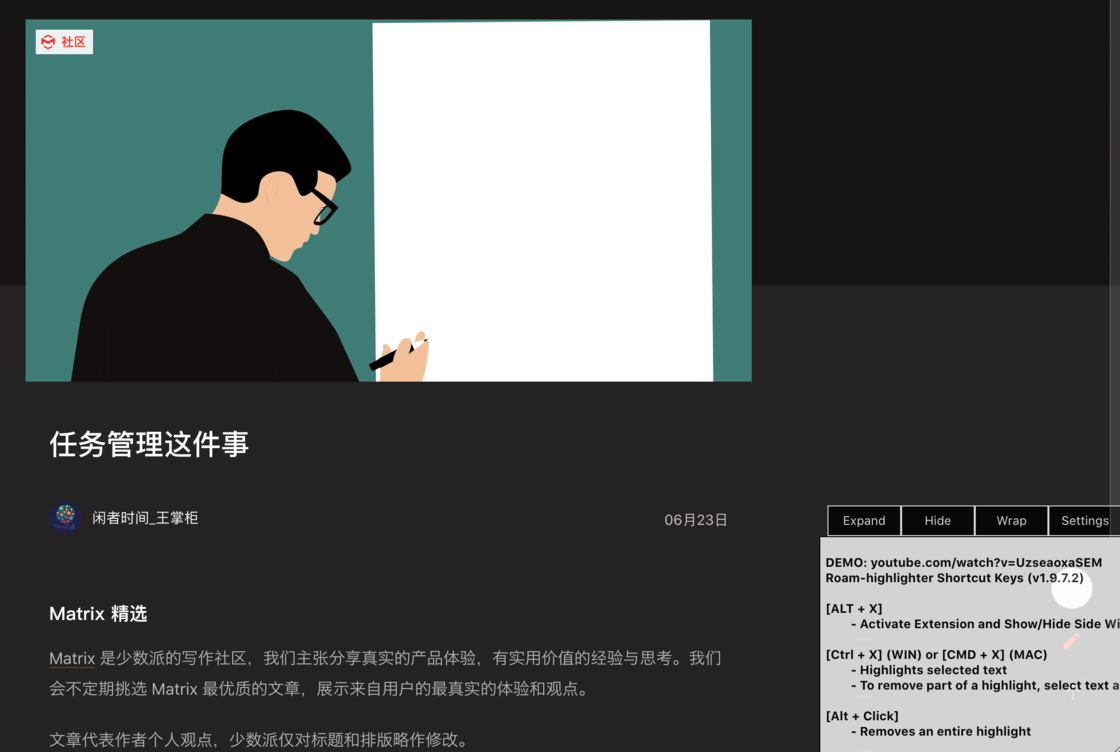 社区
任务管理这件事
闲者时间_王掌柜
06月23日
Matrix 精选
Matrix 是少数派的写作社区，我们主张分享真实的产品体验，有实用价值的经验与思考。我们
会不定期挑选 Matrix 最优质的文章，展示来自用户的最真实的体验和观点。
文章代表作者个人观点，少数派仅对标题和排版略作修改。
Expand Hide Wrap Settings
DEMO: youtube.com/watch?v=UzseaoxaSEM
Roam-highlighter Shortcut Keys (v1.9.7.2)
[ALT + X]
- Activate Extension and Show/Hide Side Wi
[Ctrl + X] (WIN) or [CMD + X] (MAC)
- Highlights selected text
- To remove part of a highlight, select text a
[Alt + Click]
- Removes an entire highlight